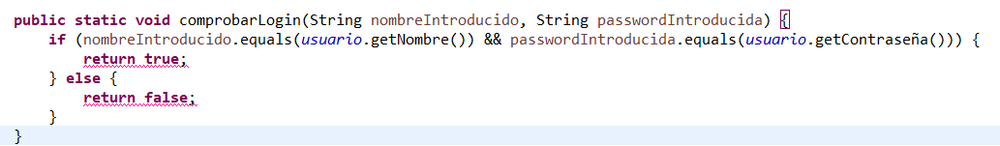 public static void comprobarLogin(String nombreIntroducido, String passwordIntroducida) {
    if (nombreIntroducido.equals(usuario.getNombre()) && passwordIntroducida.equals(usuario.getContraseña())) {
        return true;
    } else {
        return false;
    }
}